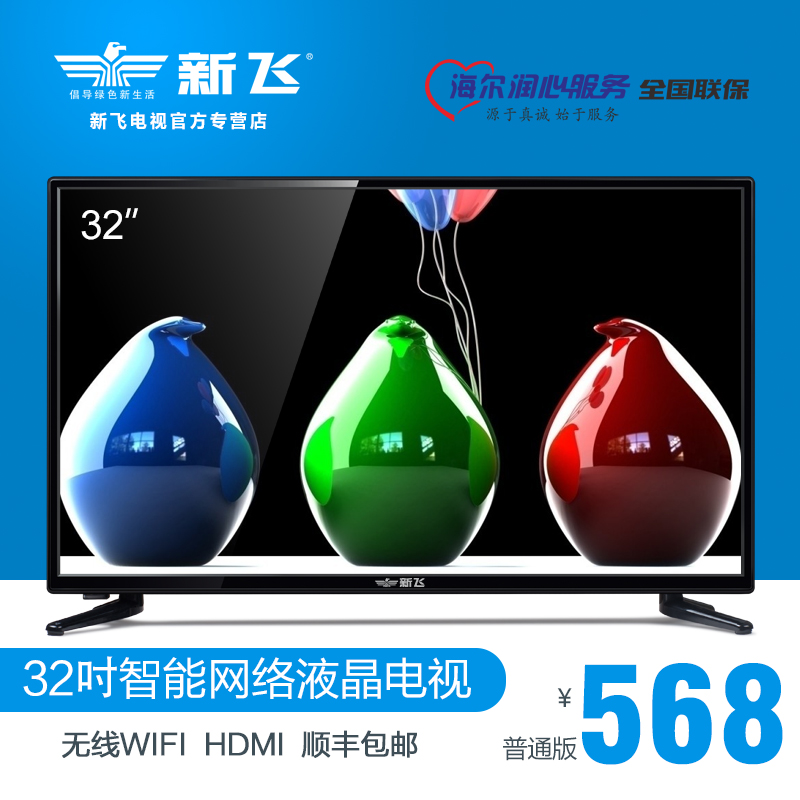 新飞®
倡导绿色新生活
新飞电视官方专营店
海尔润心服务 全国联保
源于真诚 始于服务
32"
新飞
32吋智能网络液晶电视
无线WIFI HDMI 顺丰包邮
¥
普通版
568